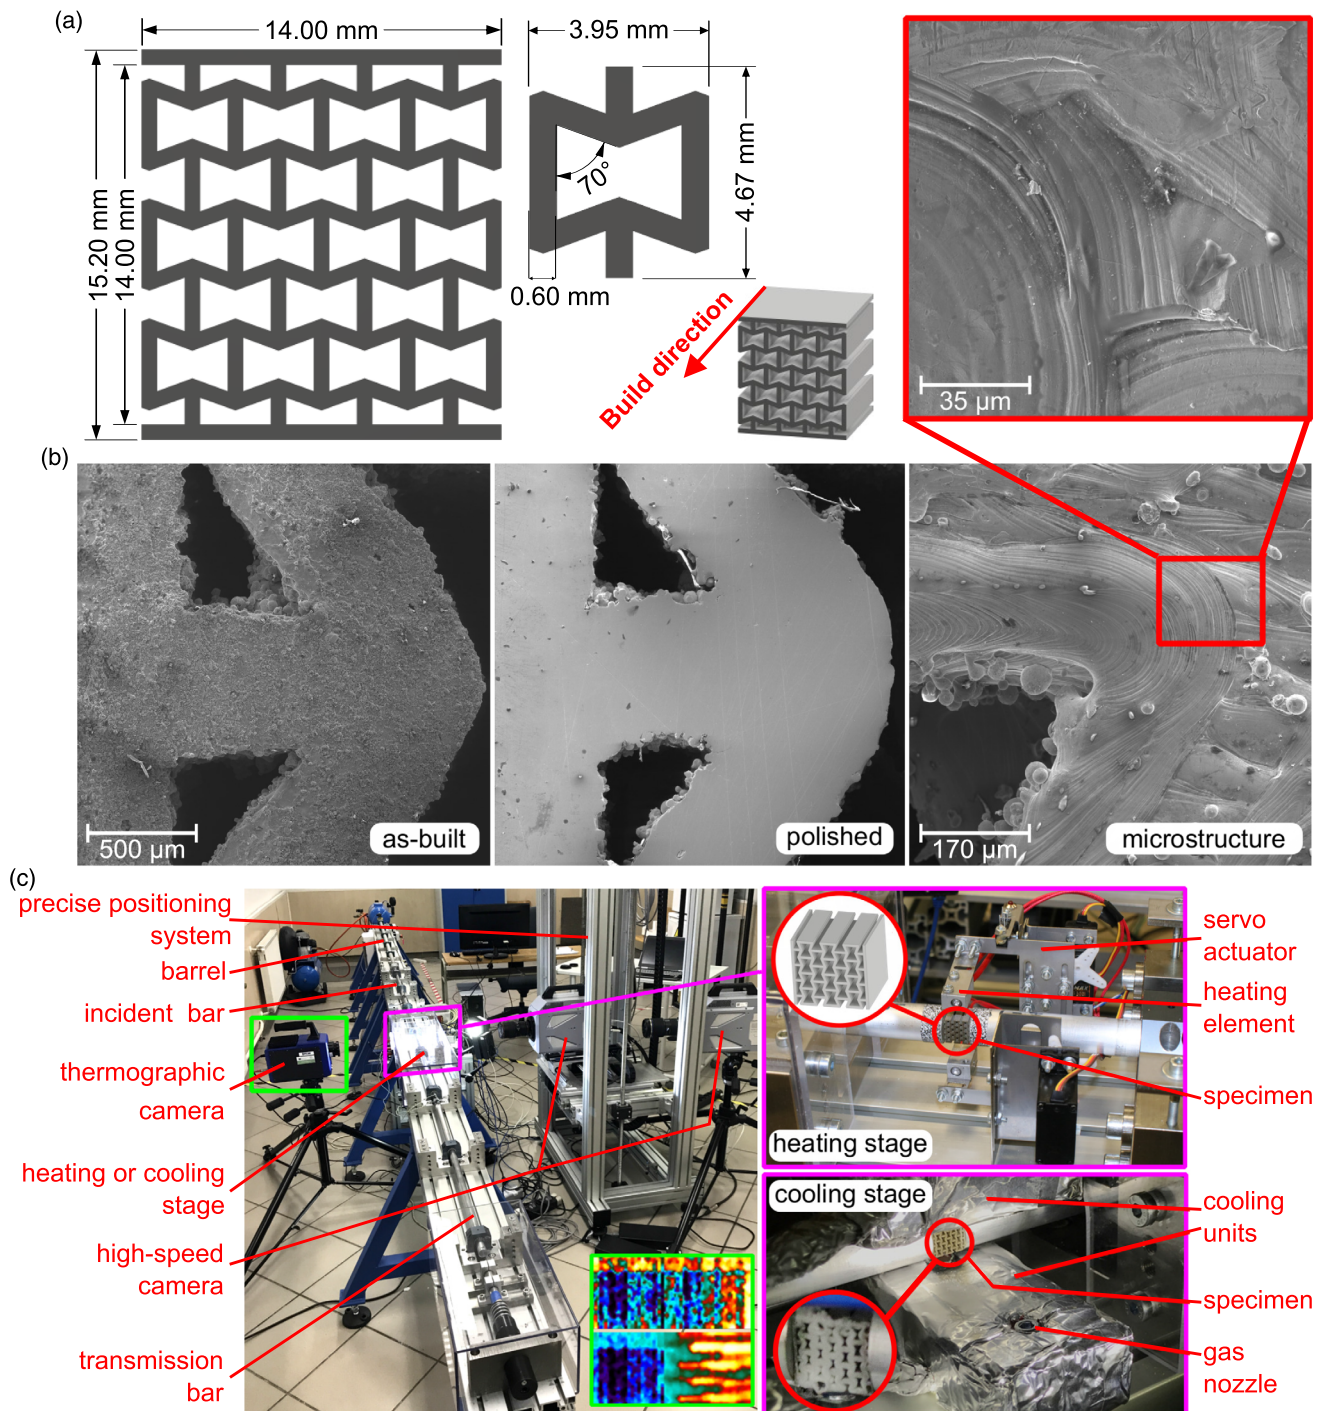 (a)
14.00 mm
3.95 mm
15.20 mm
14.00 mm
70°
4.67 mm
0.60 mm
Build direction
35 µm
(b)
500 µm
as-built
polished
170 µm
microstructure
(c)
precise positioning
system
barrel
incident bar
thermographic
camera
heating or cooling
stage
high-speed
camera
transmission
bar
servo
actuator
heating
element
specimen
heating stage
cooling stage
cooling
units
specimen
gas
nozzle